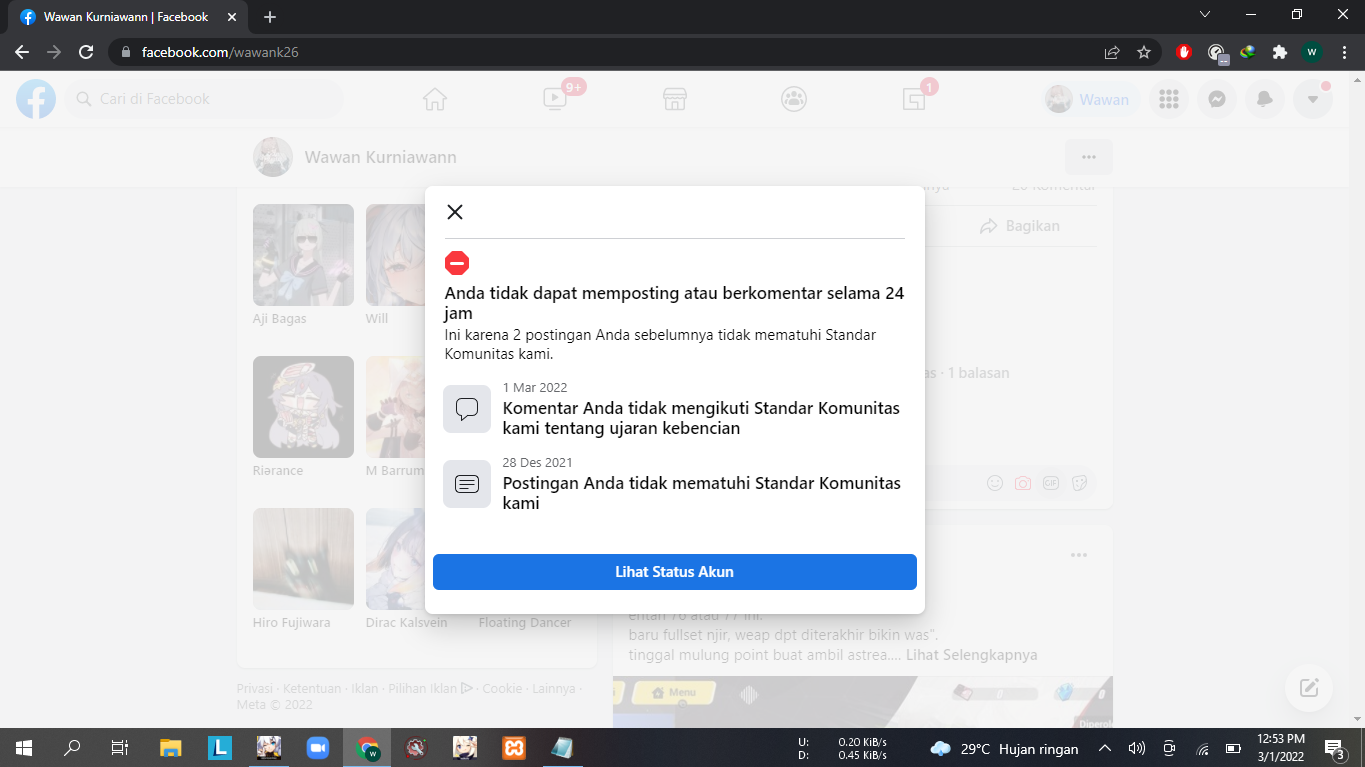 Wawan Kurniawann | Facebook
facebook.com/wawank26
W
Cari di Facebook
9+
1
Wawan
Wawan Kurniawann
20 Komentar
Bagikan
Aji Bagas
Will
1 balasan
Riərance
M Barrum
Hiro Fujiwara
Dirac Kalsvein
Floating Dancer
Privasi · Ketentuan · Iklan · Pilihan Iklan · Cookie · Lainnya ·
Meta © 2022
Anda tidak dapat memposting atau berkomentar selama 24
jam
Ini karena 2 postingan Anda sebelumnya tidak mematuhi Standar
Komunitas kami.
1 Mar 2022
Komentar Anda tidak mengikuti Standar Komunitas
kami tentang ujaran kebencian
28 Des 2021
Postingan Anda tidak mematuhi Standar Komunitas
kami
Lihat Status Akun
GIF
entah 76 atau 77 ini.
baru fullset njir, weap dpt diterakhir bikin was".
tinggal mulung point buat ambil astrea.... Lihat Selengkapnya
Menu
0
0
U: 0.20 KiB/s
D: 0.45 KiB/s
29°C Hujan ringan
12:53 PM
3/1/2022
3